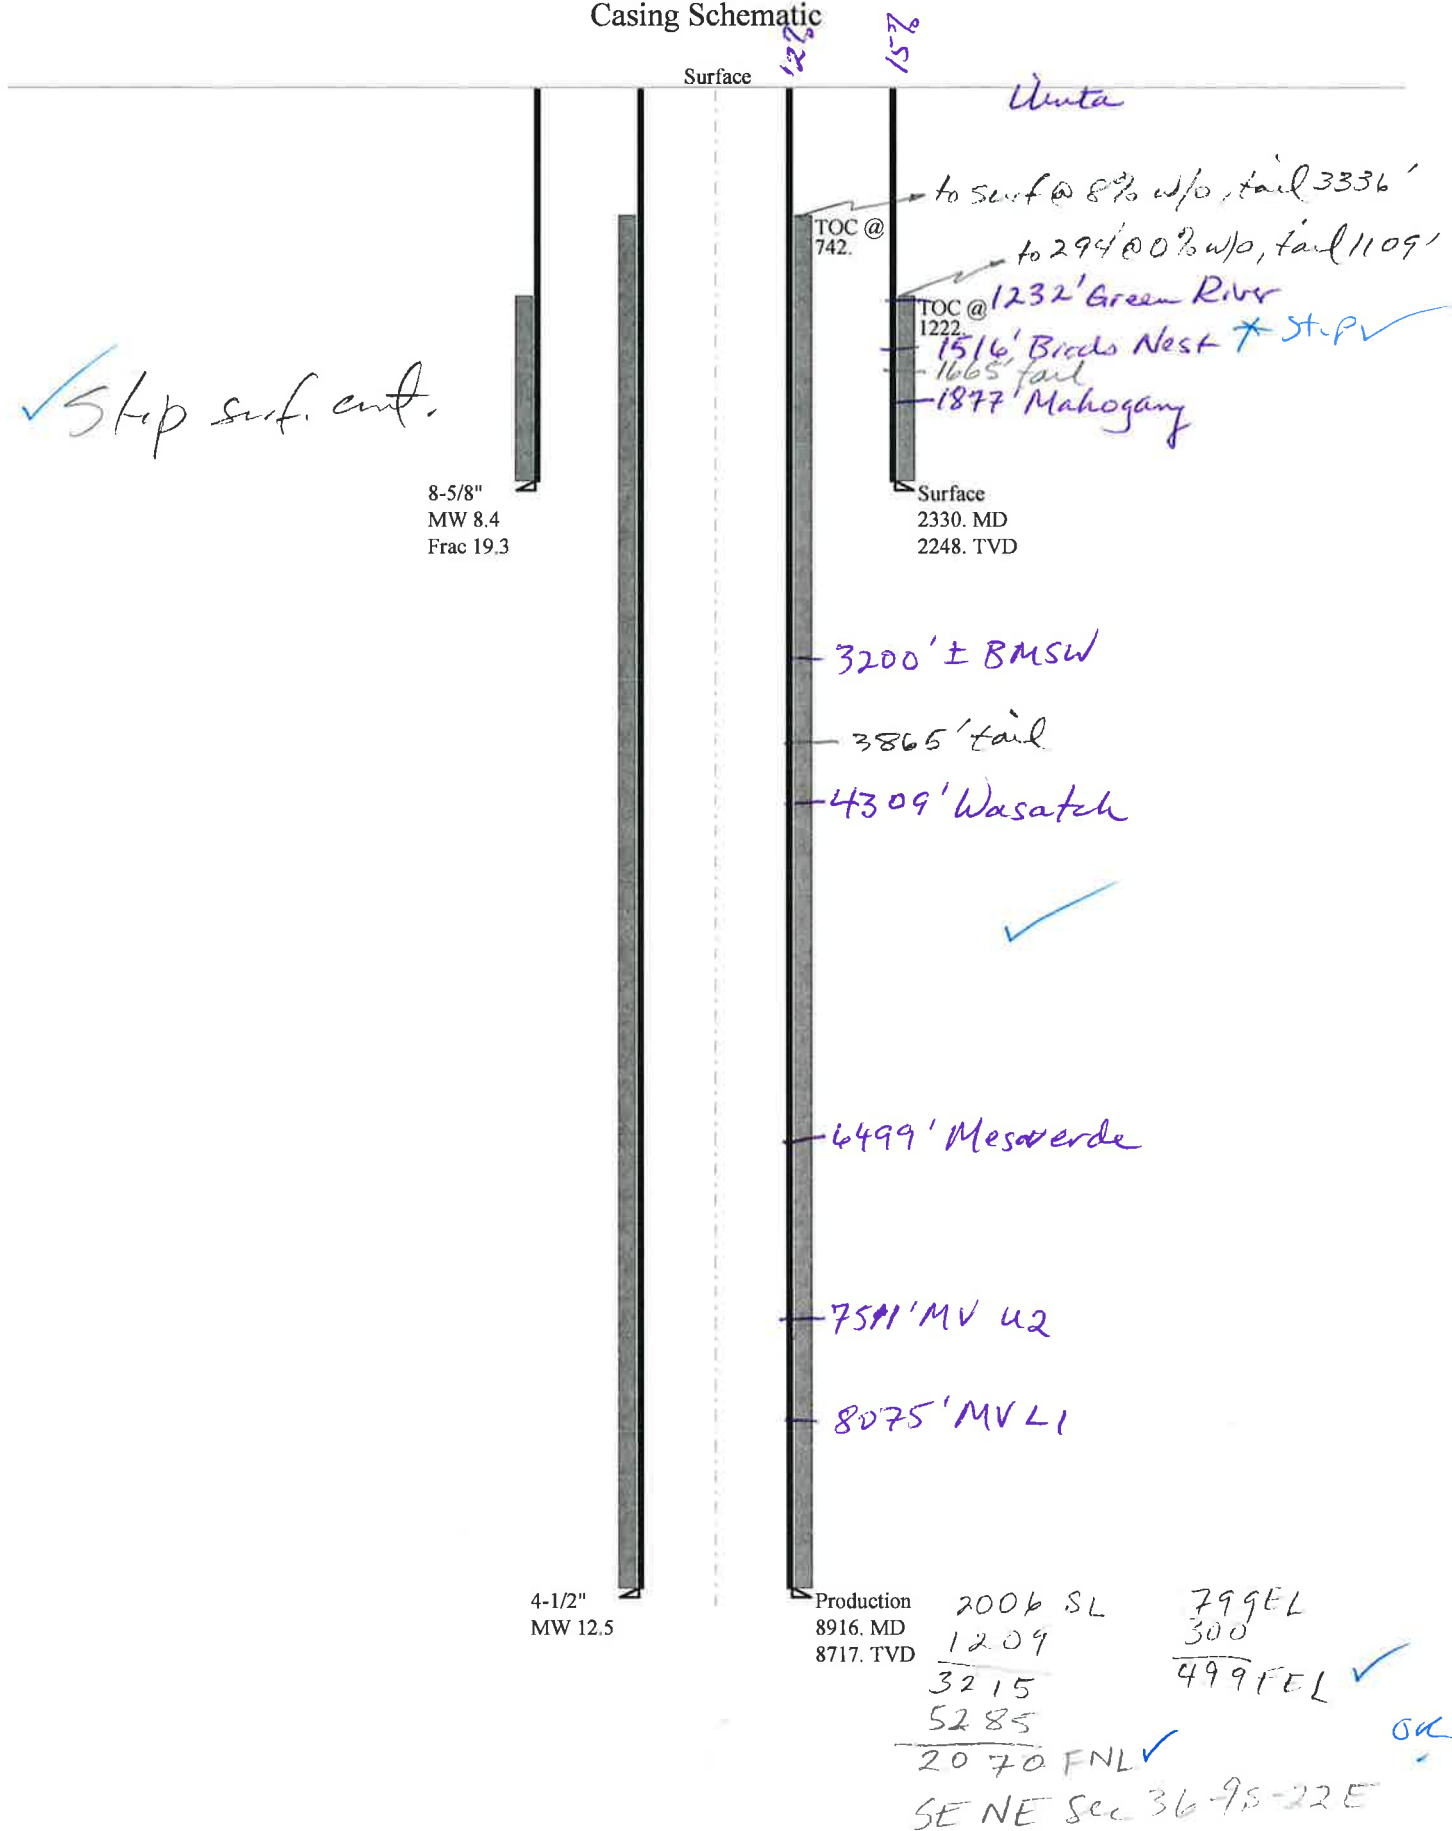 Casing Schematic
12%
15%
Surface
Uinta
to surf @ 8% w/o, tail 3336'
TOC @
742.
to 294' @ 0% w/o, tail 1109'
1232' Green River
TOC @
1222.
1516' Birds Nest * Stip ✓
1665' tail
1877' Mahogany
✓ Stip surf. cmt.
8-5/8"
MW 8.4
Frac 19.3
Surface
2330. MD
2248. TVD
3200' ± BMSW
3865' tail
4309' Wasatch
✓
6499' Mesaverde
7511' MV U2
8075' MV L1
4-1/2"
MW 12.5
Production
8916. MD
8717. TVD
2006 SL
1209
3215
5285
2070 FNL ✓
799 EL
300
499 FEL ✓
OK
SE NE Sec 36-9S-22E